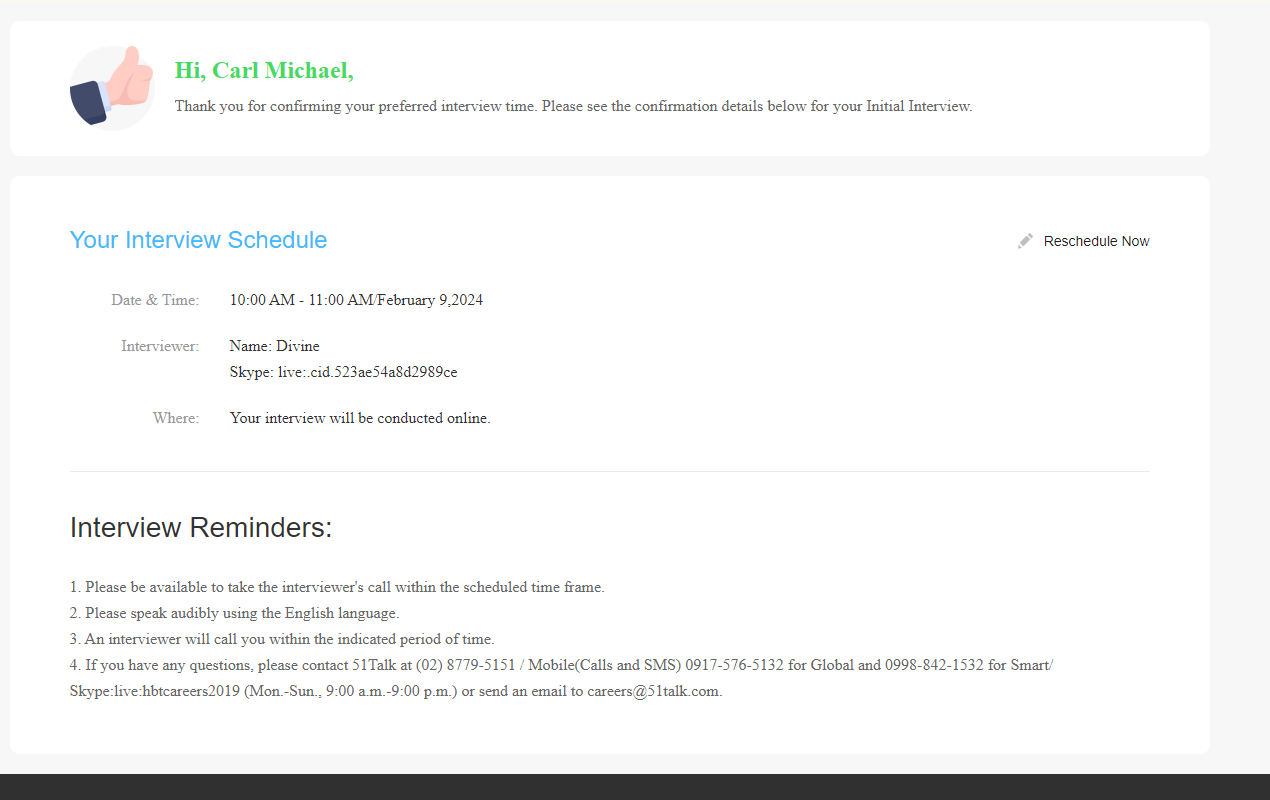 Hi, Carl Michael,
Thank you for confirming your preferred interview time. Please see the confirmation details below for your Initial Interview.
Your Interview Schedule
Reschedule Now
Date & Time: 10:00 AM - 11:00 AM/February 9,2024
Interviewer: Name: Divine
Skype: live:.cid.523ae54a8d2989ce
Where: Your interview will be conducted online.
Interview Reminders:
1. Please be available to take the interviewer's call within the scheduled time frame.
2. Please speak audibly using the English language.
3. An interviewer will call you within the indicated period of time.
4. If you have any questions, please contact 51Talk at (02) 8779-5151 / Mobile(Calls and SMS) 0917-576-5132 for Global and 0998-842-1532 for Smart/
Skype:live:hbtcareers2019 (Mon.-Sun., 9:00 a.m.-9:00 p.m.) or send an email to careers@51talk.com.